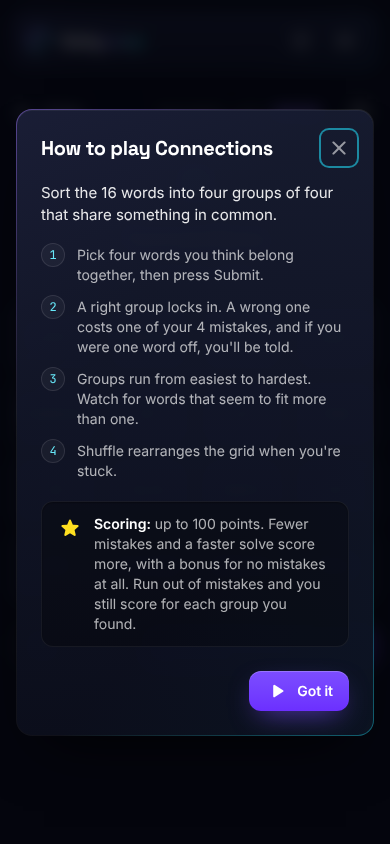 How to play Connections
Sort the 16 words into four groups of four
that share something in common.
1 Pick four words you think belong
together, then press Submit.
2 A right group locks in. A wrong one
costs one of your 4 mistakes, and if you
were one word off, you'll be told.
3 Groups run from easiest to hardest.
Watch for words that seem to fit more
than one.
4 Shuffle rearranges the grid when you're
stuck.
Scoring: up to 100 points. Fewer
mistakes and a faster solve score
more, with a bonus for no mistakes
at all. Run out of mistakes and you
still score for each group you
found.
Got it